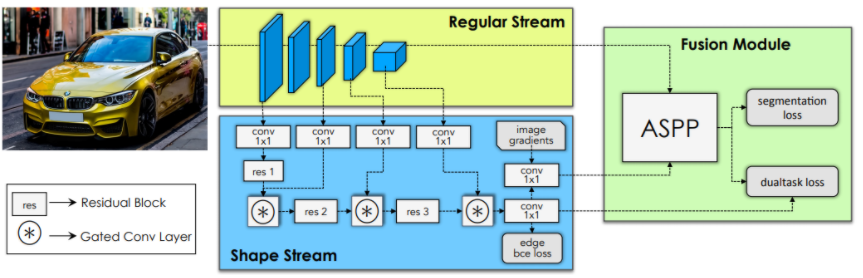 Regular Stream
Fusion Module
ASPP
segmentation
loss
dualtask loss
conv
1x1
conv
1x1
conv
1x1
conv
1x1
image
gradients
res 1
conv
1x1
res 2
res 3
conv
1x1
edge
bce loss
Shape Stream
res
Residual Block
Gated Conv Layer